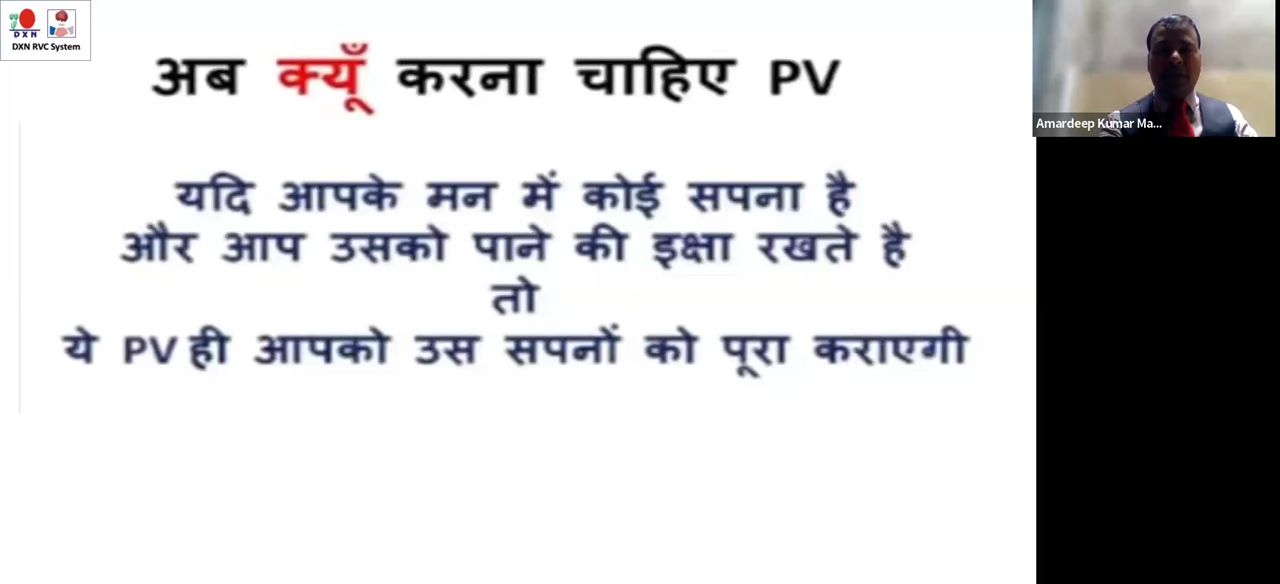 DXN
DXN RVC System
अब क्यूँ करना चाहिए PV
Amardeep Kumar Ma...
यदि आपके मन में कोई सपना है
और आप उसको पाने की इक्षा रखते है
तो
ये PV ही आपको उस सपनों को पूरा कराएगी